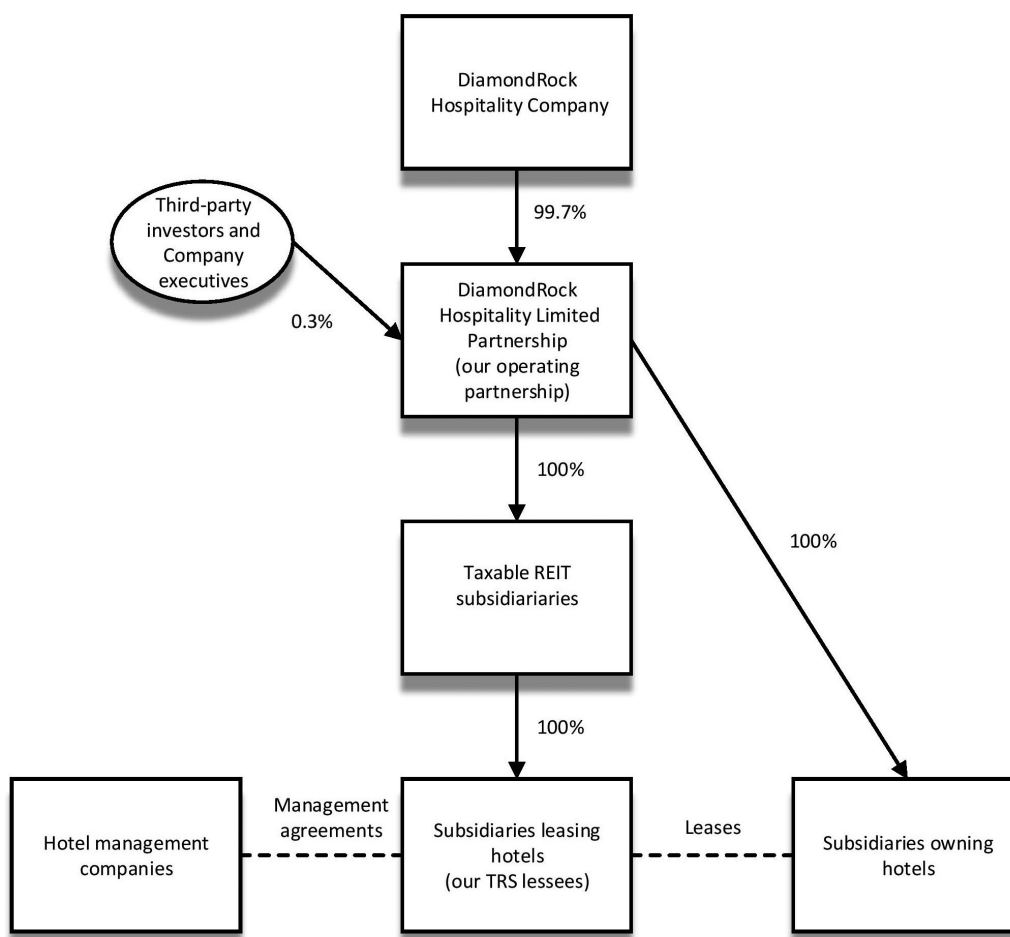 DiamondRock
Hospitality Company
99.7%
Third-party
investors and
Company
executives
0.3%
DiamondRock
Hospitality Limited
Partnership
(our operating
partnership)
100%
100%
Taxable REIT
subsidiariaries
100%
Hotel management
companies
Management
agreements
Subsidiaries leasing
hotels
(our TRS lessees)
Leases
Subsidiaries owning
hotels